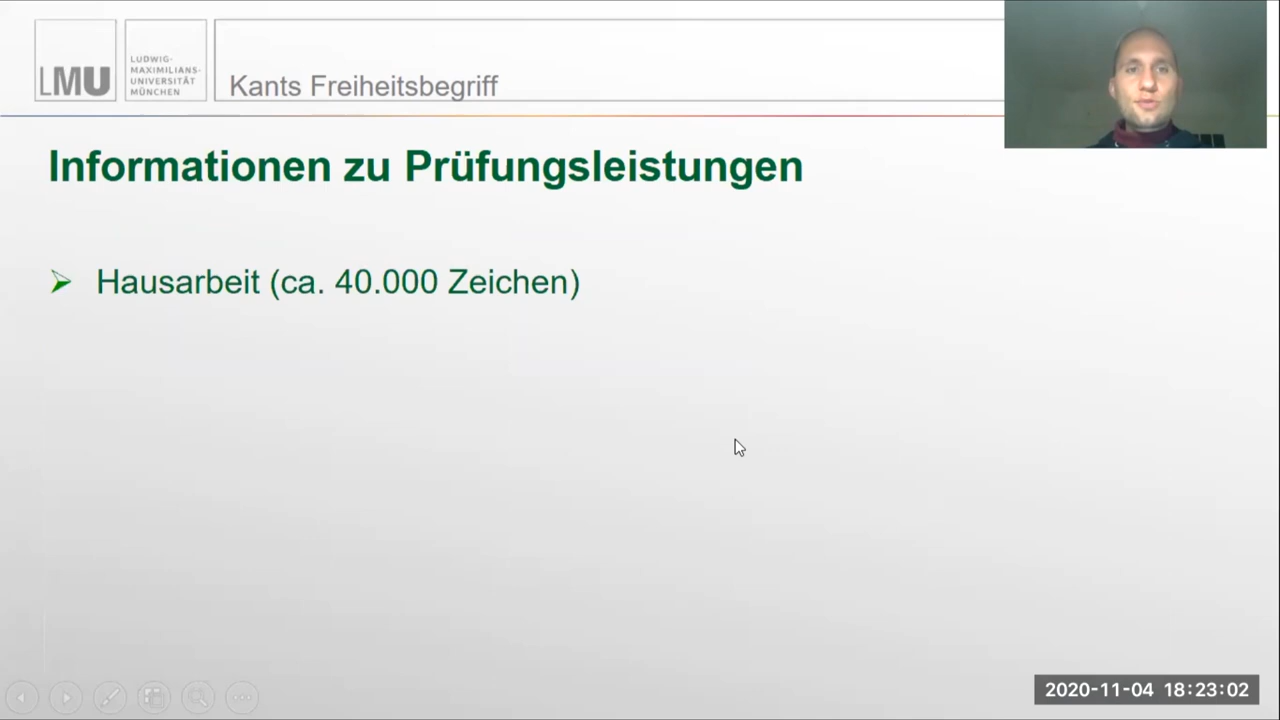 LMU
LUDWIG-
MAXIMILIANS-
UNIVERSITÄT
MÜNCHEN
Kants Freiheitsbegriff
Informationen zu Prüfungsleistungen
Hausarbeit (ca. 40.000 Zeichen)
2020-11-04 18:23:02